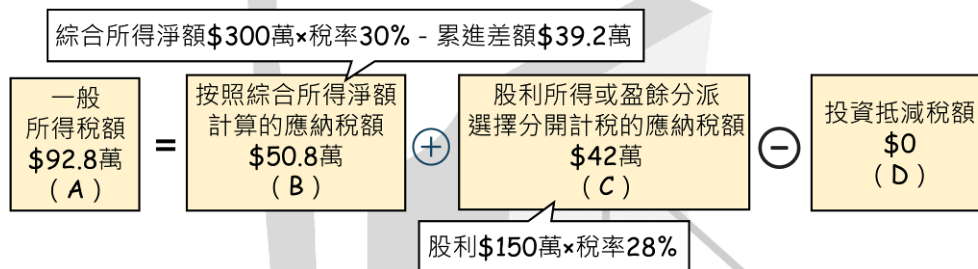 綜合所得淨額$300萬×稅率30% - 累進差額$39.2萬
一般
所得稅額
$92.8萬
(A)
=
按照綜合所得淨額
計算的應納稅額
$50.8萬
(B)
+
股利所得或盈餘分派
選擇分開計稅的應納稅額
$42萬
(C)
−
投資抵減稅額
$0
(D)
股利$150萬×稅率28%